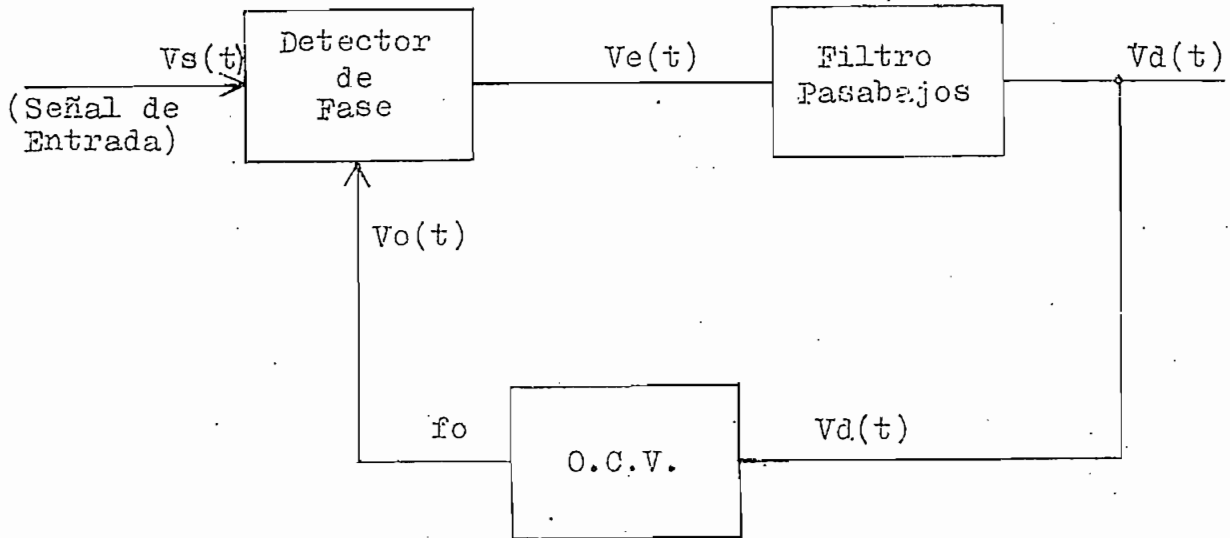 Vs(t)
(Señal de
Entrada)
Detector
de
Fase
Ve(t)
Filtro
Pasabajos
Vd(t)
Vo(t)
fo
O.C.V.
Vd(t)